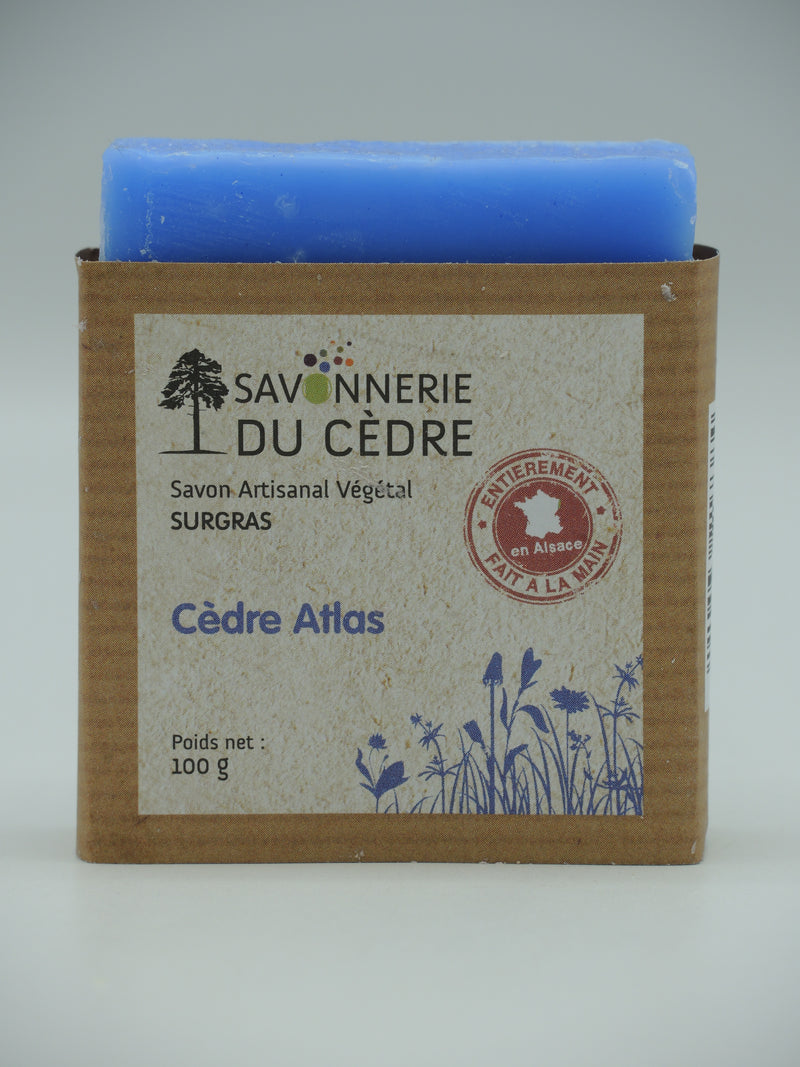 SAVONNERIE
DU CÈDRE
Savon Artisanal Végétal
SURGRAS
ENTIEREMENT
en Alsace
FAIT A LA MAIN
Cèdre Atlas
Poids net :
100 g